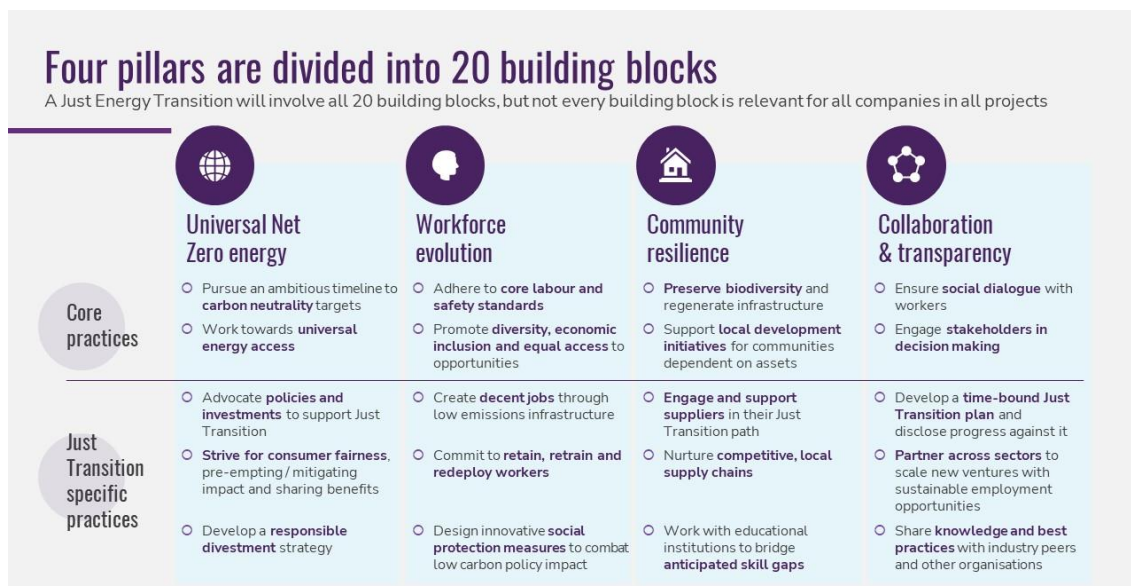 Four pillars are divided into 20 building blocks
A Just Energy Transition will involve all 20 building blocks, but not every building block is relevant for all companies in all projects
Universal Net
Zero energy
Workforce
evolution
Community
resilience
Collaboration
& transparency
Core
practices
Pursue an ambitious timeline to
carbon neutrality targets
Work towards universal
energy access
Adhere to core labour and
safety standards
Promote diversity, economic
inclusion and equal access to
opportunities
Preserve biodiversity and
regenerate infrastructure
Support local development
initiatives for communities
dependent on assets
Ensure social dialogue with
workers
Engage stakeholders in
decision making
Just
Transition
specific
practices
Advocate policies and
investments to support Just
Transition
Strive for consumer fairness,
pre-empting / mitigating
impact and sharing benefits
Develop a responsible
divestment strategy
Create decent jobs through
low emissions infrastructure
Commit to retain, retrain and
redeploy workers
Design innovative social
protection measures to combat
low carbon policy impact
Engage and support
suppliers in their Just
Transition path
Nurture competitive, local
supply chains
Work with educational
institutions to bridge
anticipated skill gaps
Develop a time-bound Just
Transition plan and
disclose progress against it
Partner across sectors to
scale new ventures with
sustainable employment
opportunities
Share knowledge and best
practices with industry peers
and other organisations